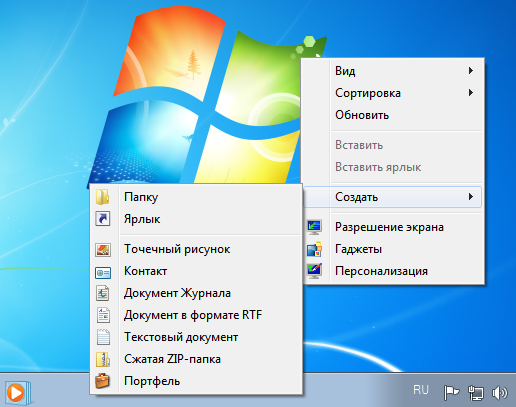 Вид
Сортировка
Обновить
Вставить
Вставить ярлык
Создать
Разрешение экрана
Гаджеты
Персонализация
Папку
Ярлык
Точечный рисунок
Контакт
Документ Журнала
Документ в формате RTF
Текстовый документ
Сжатая ZIP-папка
Портфель
RU